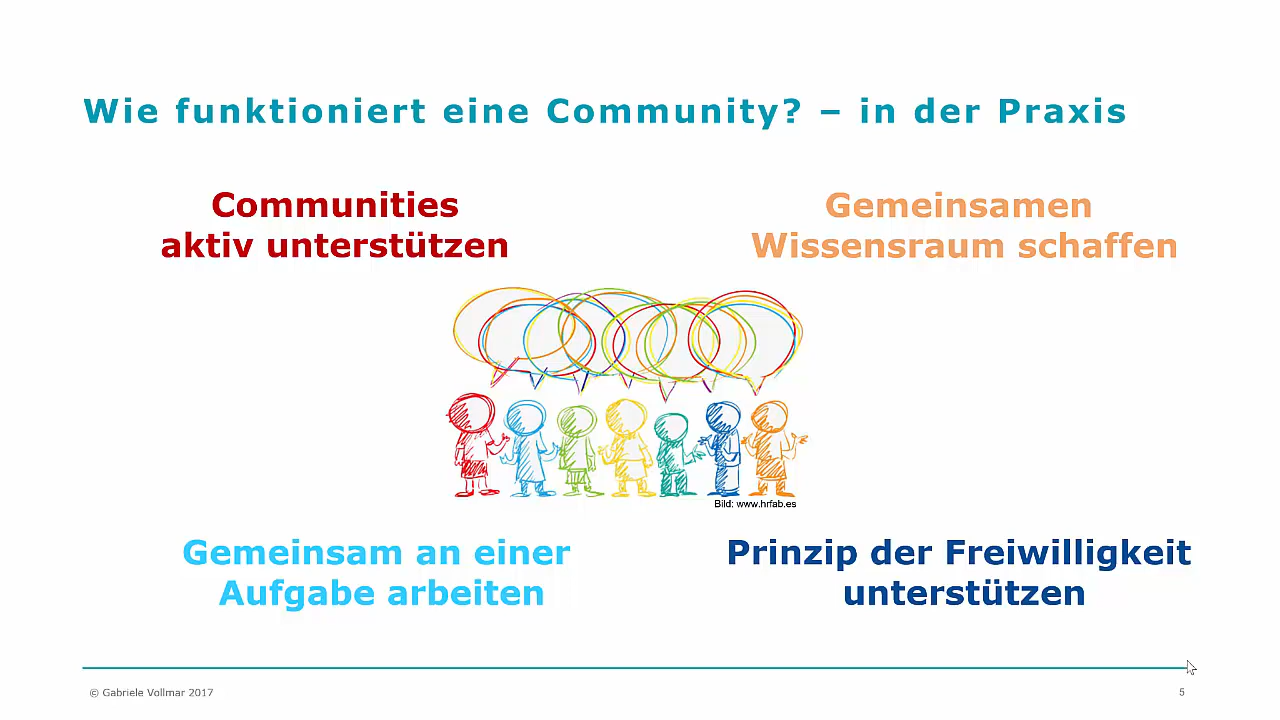 Wie funktioniert eine Community? – in der Praxis
Communities
aktiv unterstützen
Gemeinsamen
Wissensraum schaffen
Bild: www.hrfab.es
Gemeinsam an einer
Aufgabe arbeiten
Prinzip der Freiwilligkeit
unterstützen
© Gabriele Vollmar 2017
5